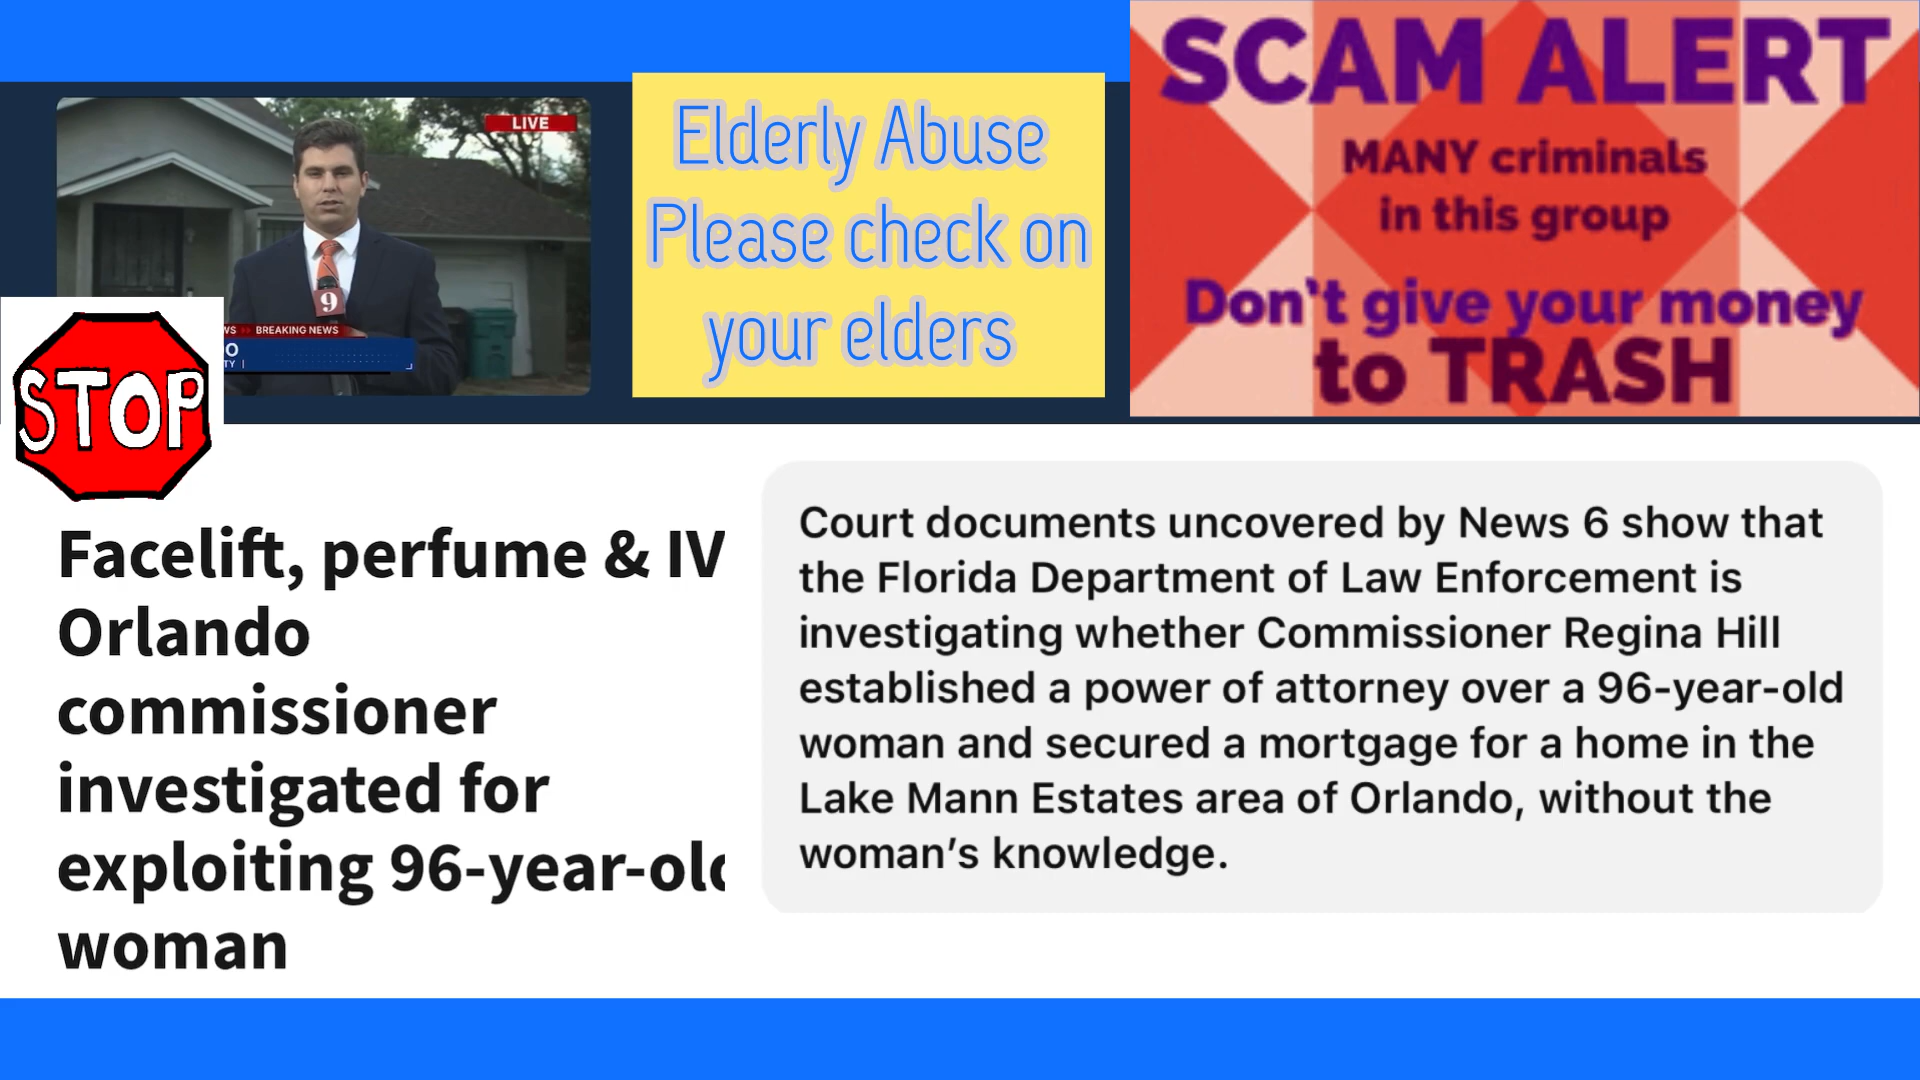 SCAM ALERT
MANY criminals
in this group
Don't give your money
to TRASH
Elderly Abuse
Please check on
your elders
LIVE
9
BREAKING NEWS
STOP
Facelift, perfume & IV
Orlando
commissioner
investigated for
exploiting 96-year-old
woman
Court documents uncovered by News 6 show that
the Florida Department of Law Enforcement is
investigating whether Commissioner Regina Hill
established a power of attorney over a 96-year-old
woman and secured a mortgage for a home in the
Lake Mann Estates area of Orlando, without the
woman's knowledge.